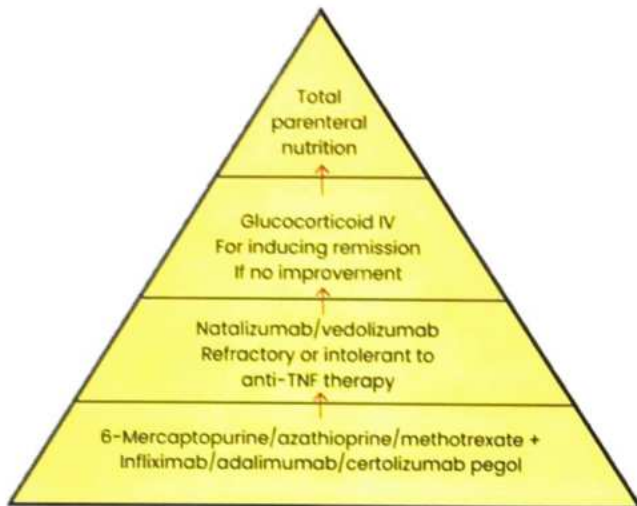 Total
parenteral
nutrition
Glucocorticoid IV
For inducing remission
If no improvement
Natalizumab/vedolizumab
Refractory or intolerant to
anti-TNF therapy
6-Mercaptopurine/azathioprine/methotrexate +
Infliximab/adalimumab/certolizumab pegol